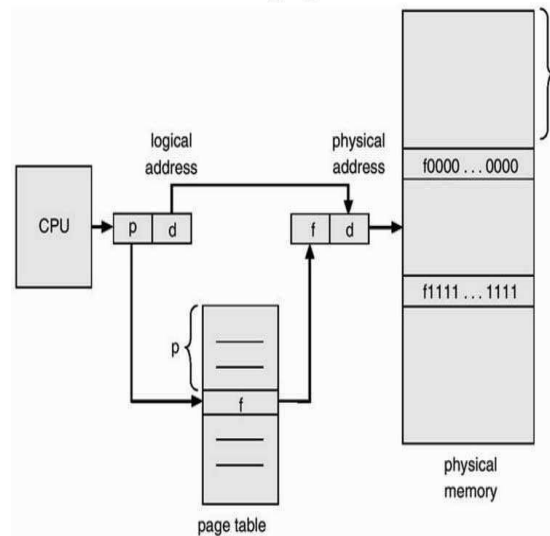 logical
address
physical
address
f0000 ... 0000
CPU
p
d
f
d
f1111 ... 1111
p
f
physical
memory
page table